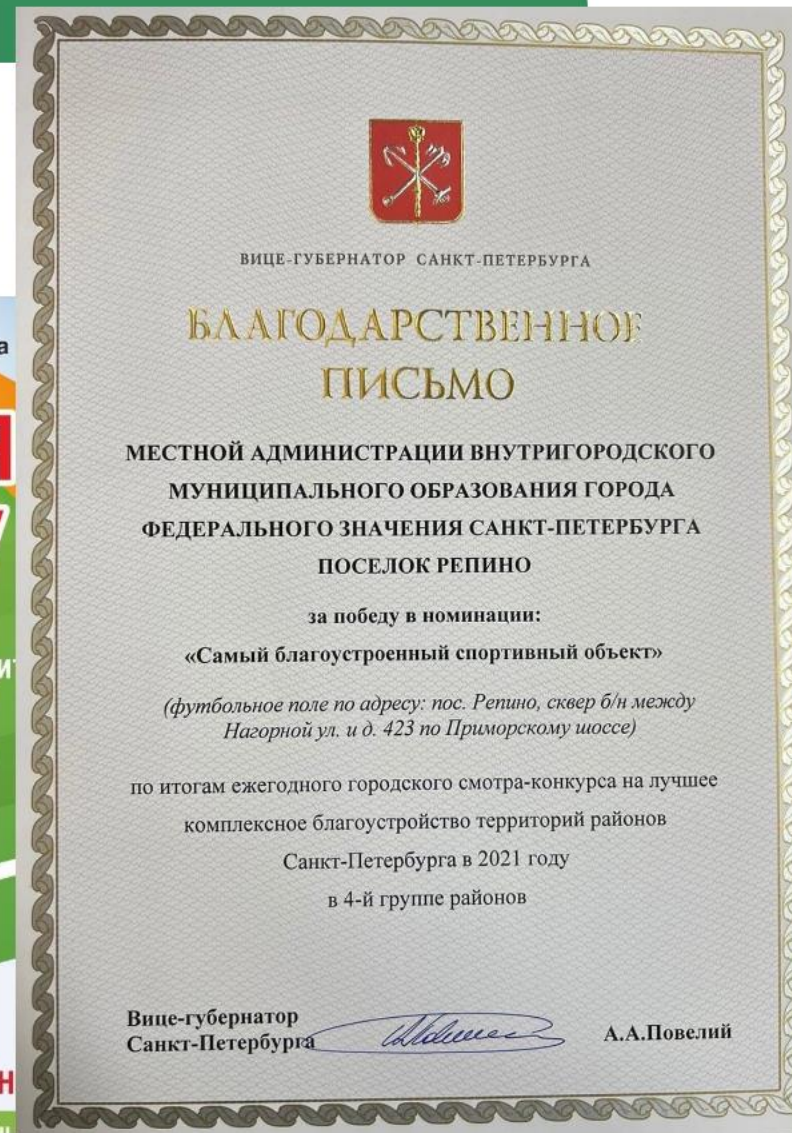 ВИЦЕ-ГУБЕРНАТОР САНКТ-ПЕТЕРБУРГА
БЛАГОДАРСТВЕННОЕ
ПИСЬМО
МЕСТНОЙ АДМИНИСТРАЦИИ ВНУТРИГОРОДСКОГО
МУНИЦИПАЛЬНОГО ОБРАЗОВАНИЯ ГОРОДА
ФЕДЕРАЛЬНОГО ЗНАЧЕНИЯ САНКТ-ПЕТЕРБУРГА
ПОСЕЛОК РЕПИНО
за победу в номинации:
«Самый благоустроенный спортивный объект»
(футбольное поле по адресу: пос. Репино, сквер б/н между
Нагорной ул. и д. 423 по Приморскому шоссе)
по итогам ежегодного городского смотра-конкурса на лучшее
комплексное благоустройство территорий районов
Санкт-Петербурга в 2021 году
в 4-й группе районов
Вице-губернатор
Санкт-Петербурга
А.А.Повелий